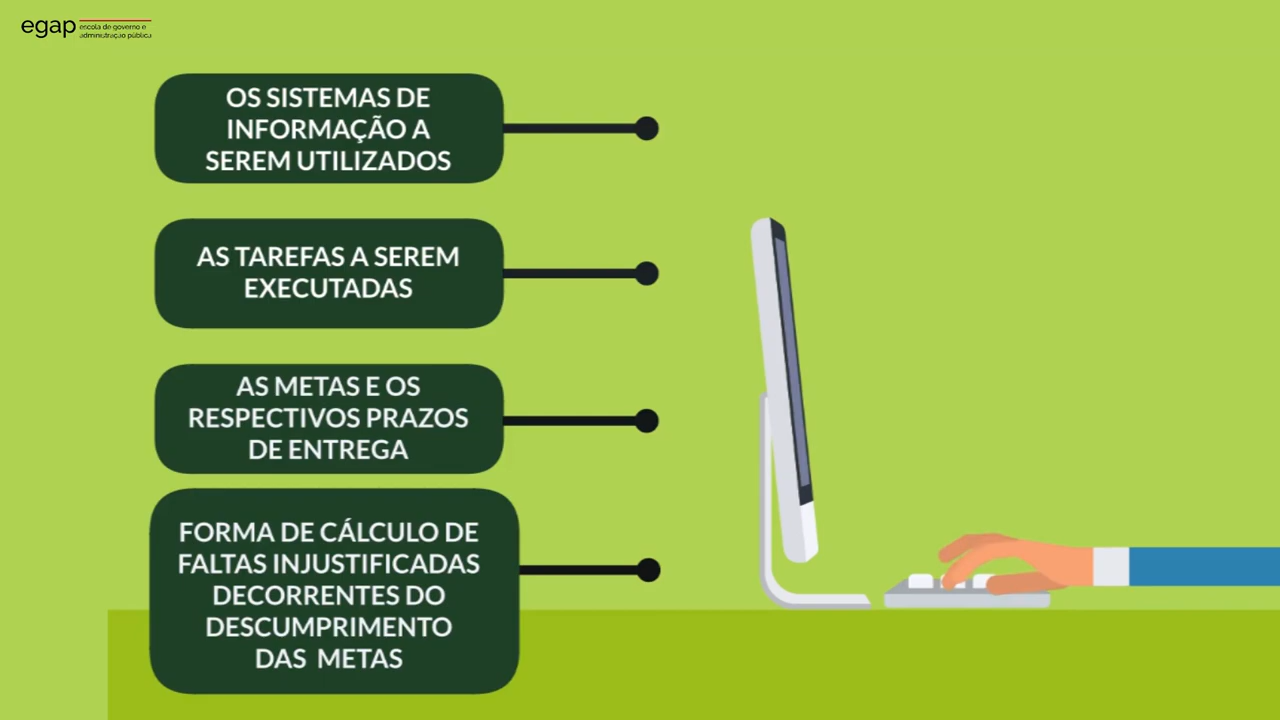 egap escola de governo e
administração pública
OS SISTEMAS DE
INFORMAÇÃO A
SEREM UTILIZADOS
AS TAREFAS A SEREM
EXECUTADAS
AS METAS E OS
RESPECTIVOS PRAZOS
DE ENTREGA
FORMA DE CÁLCULO DE
FALTAS INJUSTIFICADAS
DECORRENTES DO
DESCUMPRIMENTO
DAS METAS